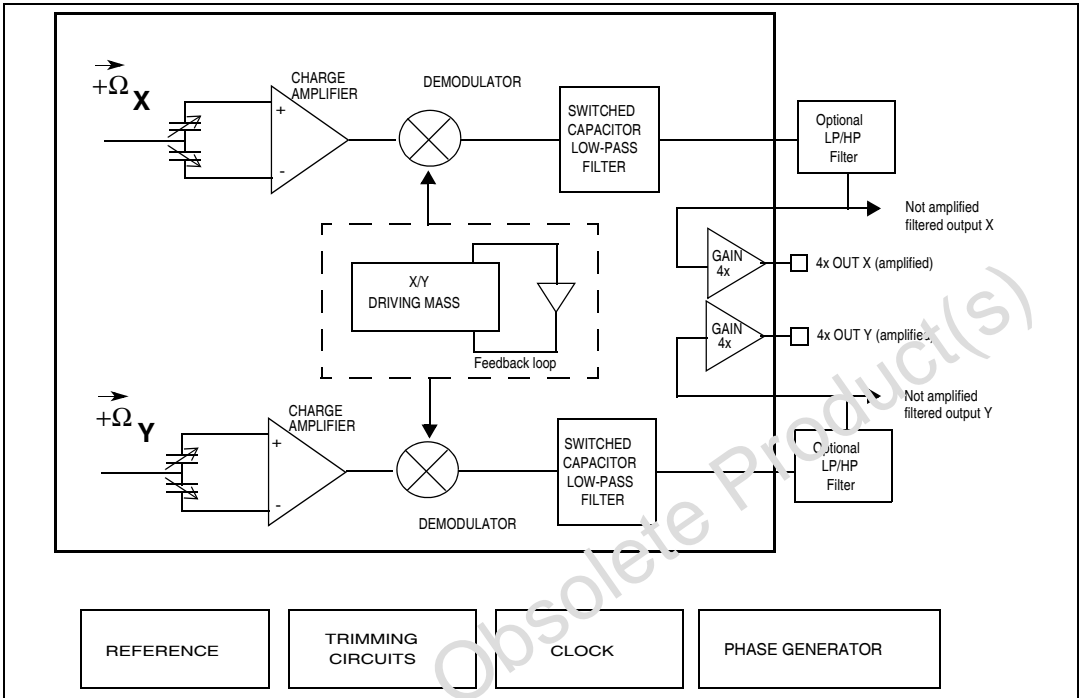 +Ω X
CHARGE
AMPLIFIER
+
-
DEMODULATOR
SWITCHED
CAPACITOR
LOW-PASS
FILTER
Optional
LP/HP
Filter
Not amplified
filtered output X
GAIN
4x
4x OUT X (amplified)
X/Y
DRIVING MASS
Feedback loop
GAIN
4x
4x OUT Y (amplified)
Not amplified
filtered output Y
+Ω Y
CHARGE
AMPLIFIER
+
-
DEMODULATOR
SWITCHED
CAPACITOR
LOW-PASS
FILTER
Optional
LP/HP
Filter
REFERENCE
TRIMMING
CIRCUITS
CLOCK
PHASE GENERATOR
Obsolete Product(s)